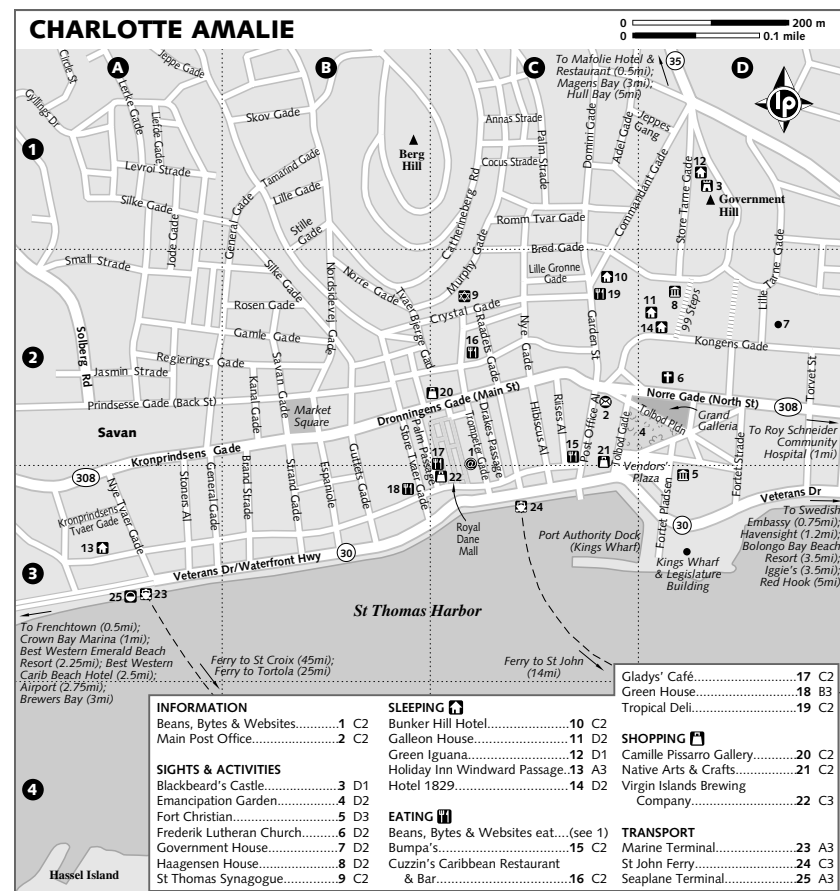 CHARLOTTE AMALIE
0 200 m
0 0.1 mile
A
B
C
D
1
2
3
4
To Mafolie Hotel &
Restaurant (0.5mi);
Magens Bay (3mi);
Hull Bay (5mi)
35
lp
Circle St
Jeppe Gade
Gyllings Dr
Lerke Gade
Liefde Gade
Skov Gade
Levrol Strade
Tamarind Gade
Lille Gade
Silke Gade
Stille
Gade
General Gade
Jode Gade
Berg
Hill
Annas Strade
Cocus Strade
Palm Strade
Catherineberg Rd
Domini Gade
Adel Gade
Jeppes
Gang
Commandant Gade
Romm Tvar Gade
Bred Gade
Store Tarne Gade
12
3
Government
Hill
Small Strade
Silke Gade
Nordsidevej Gade
Norre Gade
Tvaer
Bjerge Gad
Murphy Gade
9
Crystal Gade
Lille Gronne
Gade
10
19
11
8
14
99 Steps
Lille Tarne Gade
7
Rosen Gade
Gamle Gade
Solberg Rd
Regjerings Gade
Jasmin Strade
Kanal Gade
Savan Gade
16
Raadets Gade
Nye Gade
Garden St
Kongens Gade
Torvet St
6
Prindsesse Gade (Back St)
Market
Square
20
Dronningens Gade (Main St)
2
Norre Gade (North St)
308
Grand
Galleria
Tolbod Pldn
4
Savan
Kronprindsens Gade
308
Palm Passage
Store Tvaer Gade
17
1
22
Trompeter Gade
Drakes Passage
Hibiscus Al
Riises Al
15
Post Office Al
21
Tolbod Gade
Vendors'
Plaza
5
Fortet Strade
To Roy Schneider
Community
Hospital (1mi)
Nye Tvaer Gade
Kronprindsens
Tvaer Gade
Stoners Al
General Gade
Strand Gade
Espaniole
Guttets Gade
18
Royal
Dane
Mall
24
Port Authority Dock
(Kings Wharf)
Fortet Pladsen
30
Veterans Dr
Kings Wharf
& Legislature
Building
To Swedish
Embassy (0.75mi);
Havensight (1.2mi);
Bolongo Bay Beach
Resort (3.5mi);
Iggie's (3.5mi);
Red Hook (5mi)
13
Veterans Dr/Waterfront Hwy
30
25
23
St Thomas Harbor
To Frenchtown (0.5mi);
Crown Bay Marina (1mi);
Best Western Emerald Beach
Resort (2.25mi); Best Western
Carib Beach Hotel (2.5mi);
Airport (2.75mi);
Brewers Bay (3mi)
Ferry to St Croix (45mi);
Ferry to Tortola (25mi)
Ferry to St John
(14mi)
Hassel Island
INFORMATION
Beans, Bytes & Websites............1 C2
Main Post Office.........................2 C2
SIGHTS & ACTIVITIES
Blackbeard's Castle.....................3 D1
Emancipation Garden..................4 D2
Fort Christian.............................5 D3
Frederik Lutheran Church............6 D2
Government House.....................7 D2
Haagensen House.......................8 D2
St Thomas Synagogue.................9 C2
SLEEPING
Bunker Hill Hotel.....................10 C2
Galleon House.........................11 D2
Green Iguana..........................12 D1
Holiday Inn Windward Passage.13 A3
Hotel 1829..............................14 D2
EATING
Beans, Bytes & Websites eat....(see 1)
Bumpa's.................................15 C2
Cuzzin's Caribbean Restaurant
& Bar...................................16 C2
Gladys' Café...........................17 C2
Green House...........................18 B3
Tropical Deli............................19 C2
SHOPPING
Camille Pissarro Gallery............20 C2
Native Arts & Crafts.................21 C2
Virgin Islands Brewing
Company.............................22 C3
TRANSPORT
Marine Terminal......................23 A3
St John Ferry...........................24 C3
Seaplane Terminal...................25 A3